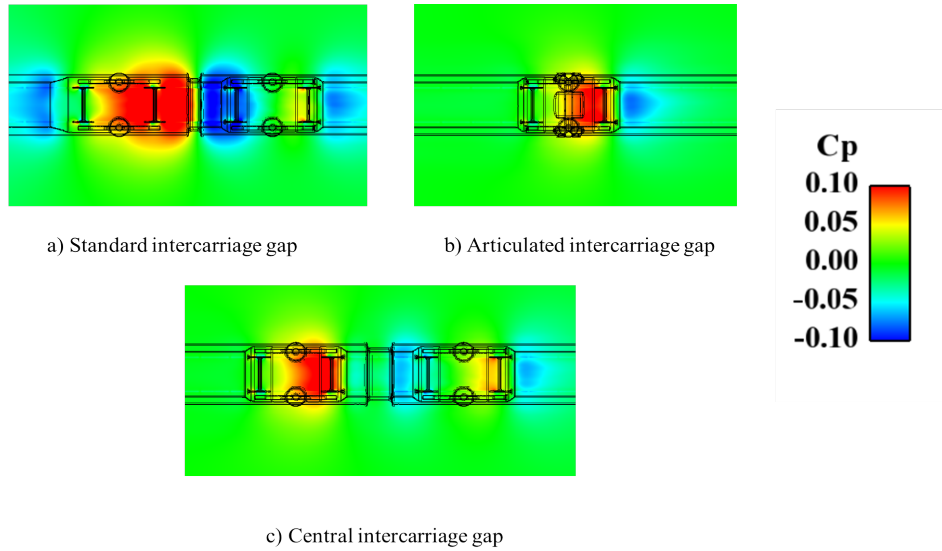 a) Standard intercarriage gap
b) Articulated intercarriage gap
c) Central intercarriage gap
Cp
0.10
0.05
0.00
-0.05
-0.10